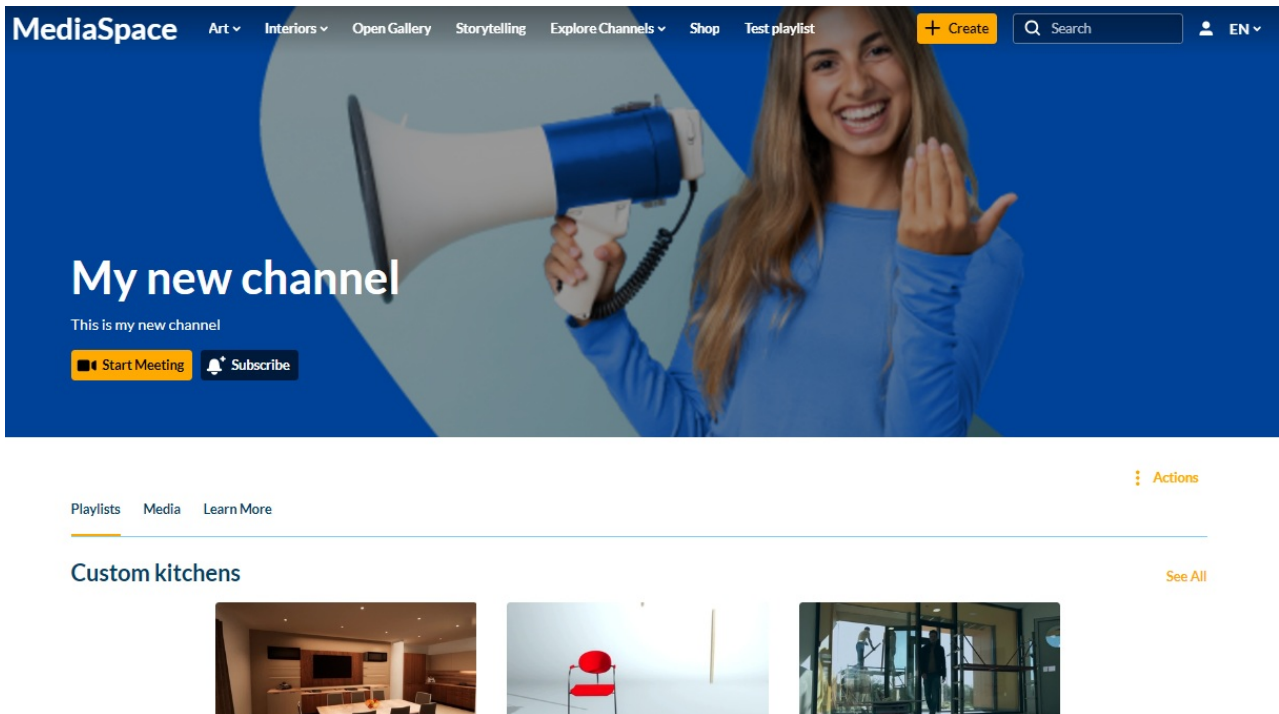 MediaSpace Art Interiors Open Gallery Storytelling Explore Channels Shop Test playlist + Create Search EN
My new channel
This is my new channel
Start Meeting Subscribe
Actions
Playlists Media Learn More
Custom kitchens See All